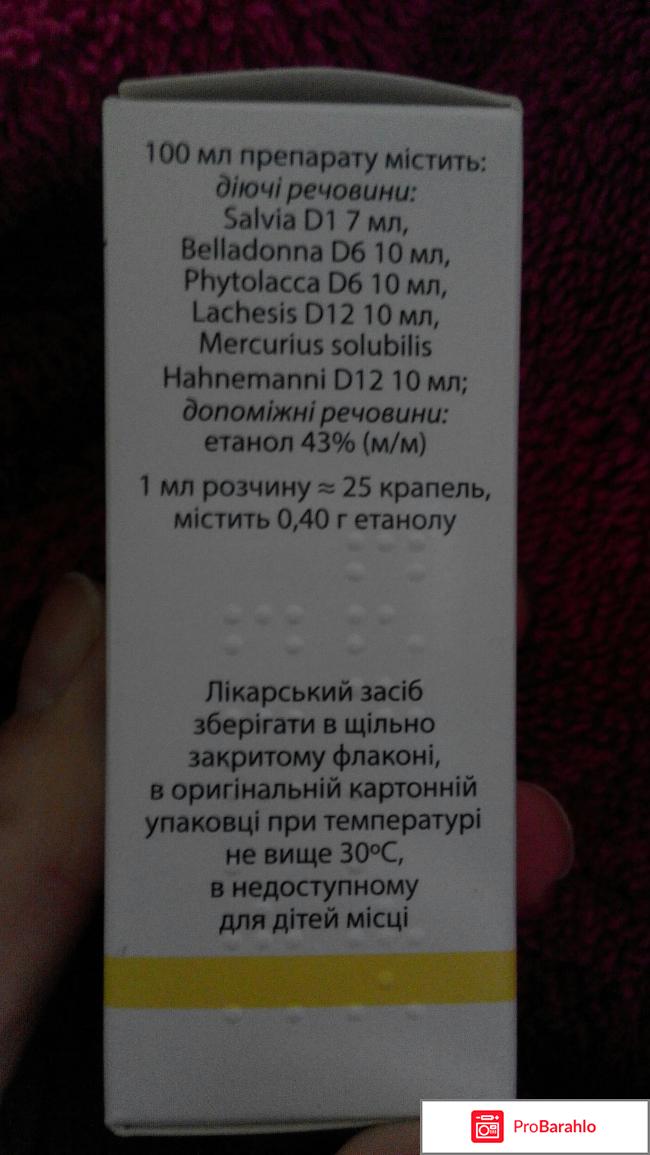 100 мл препарату містить:
діючі речовини:
Salvia D1 7 мл,
Belladonna D6 10 мл,
Phytolacca D6 10 мл,
Lachesis D12 10 мл,
Mercurius solubilis
Hahnemanni D12 10 мл;
допоміжні речовини:
етанол 43% (м/м)
1 мл розчину ≈ 25 крапель,
містить 0,40 г етанолу
Лікарський засіб
зберігати в щільно
закритому флаконі,
в оригінальній картонній
упаковці при температурі
не вище 30ºС,
в недоступному
для дітей місці
ProBarahlo